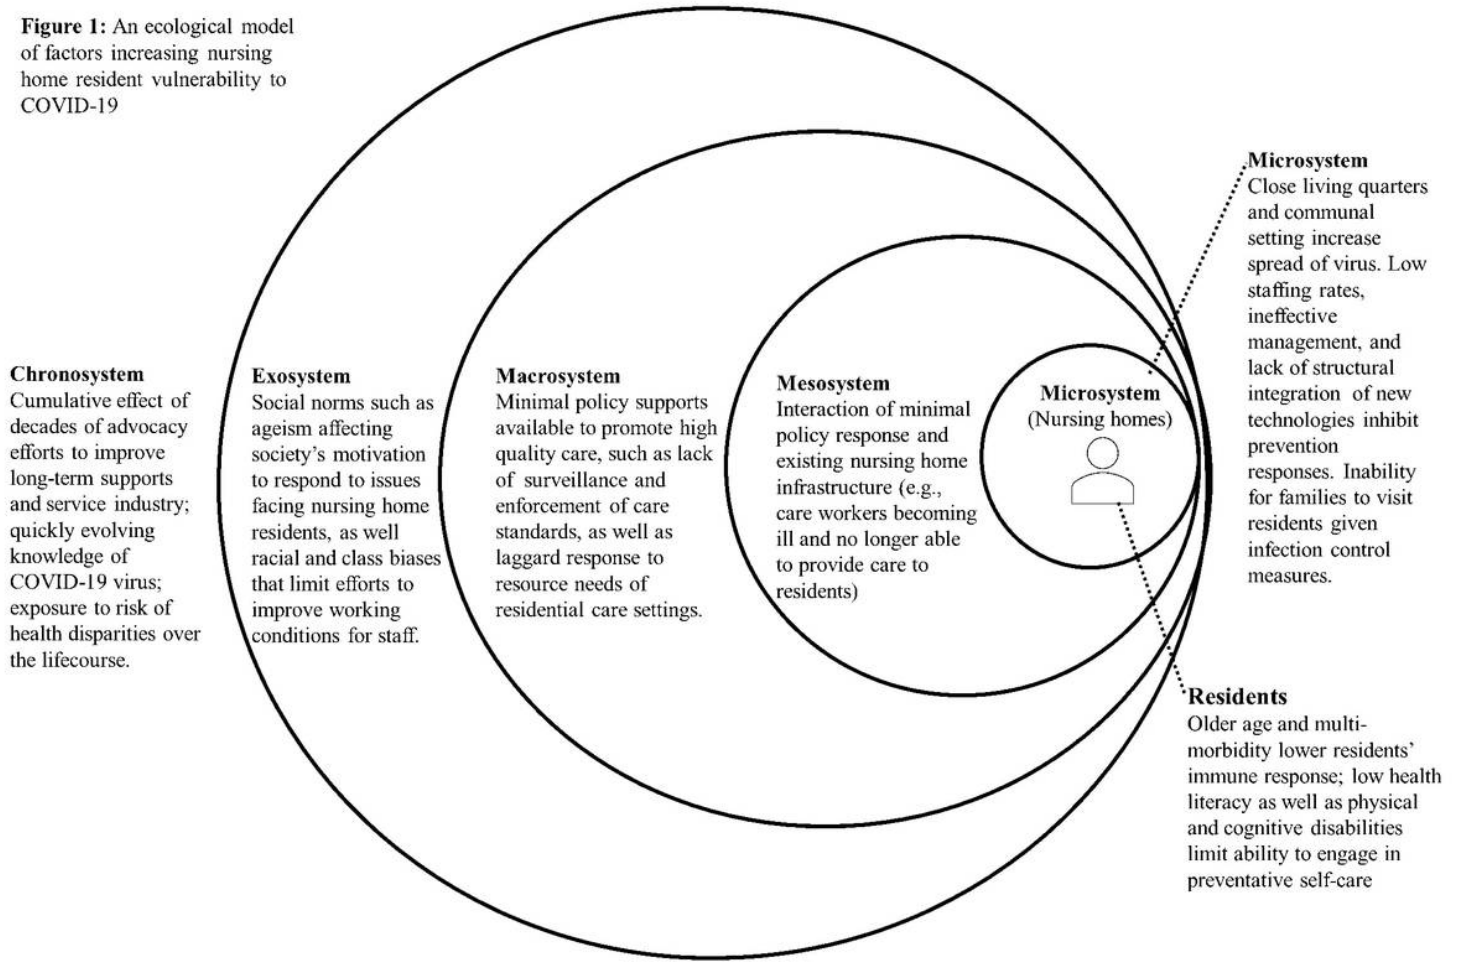 Figure 1: An ecological model
of factors increasing nursing
home resident vulnerability to
COVID-19
Chronosystem
Cumulative effect of
decades of advocacy
efforts to improve
long-term supports
and service industry;
quickly evolving
knowledge of
COVID-19 virus;
exposure to risk of
health disparities over
the lifecourse.
Exosystem
Social norms such as
ageism affecting
society's motivation
to respond to issues
facing nursing home
residents, as well
racial and class biases
that limit efforts to
improve working
conditions for staff.
Macrosystem
Minimal policy supports
available to promote high
quality care, such as lack
of surveillance and
enforcement of care
standards, as well as
laggard response to
resource needs of
residential care settings.
Mesosystem
Interaction of minimal
policy response and
existing nursing home
infrastructure (e.g.,
care workers becoming
ill and no longer able
to provide care to
residents)
Microsystem
(Nursing homes)
Microsystem
Close living quarters
and communal
setting increase
spread of virus. Low
staffing rates,
ineffective
management, and
lack of structural
integration of new
technologies inhibit
prevention
responses. Inability
for families to visit
residents given
infection control
measures.
Residents
Older age and multi-
morbidity lower residents'
immune response; low health
literacy as well as physical
and cognitive disabilities
limit ability to engage in
preventative self-care